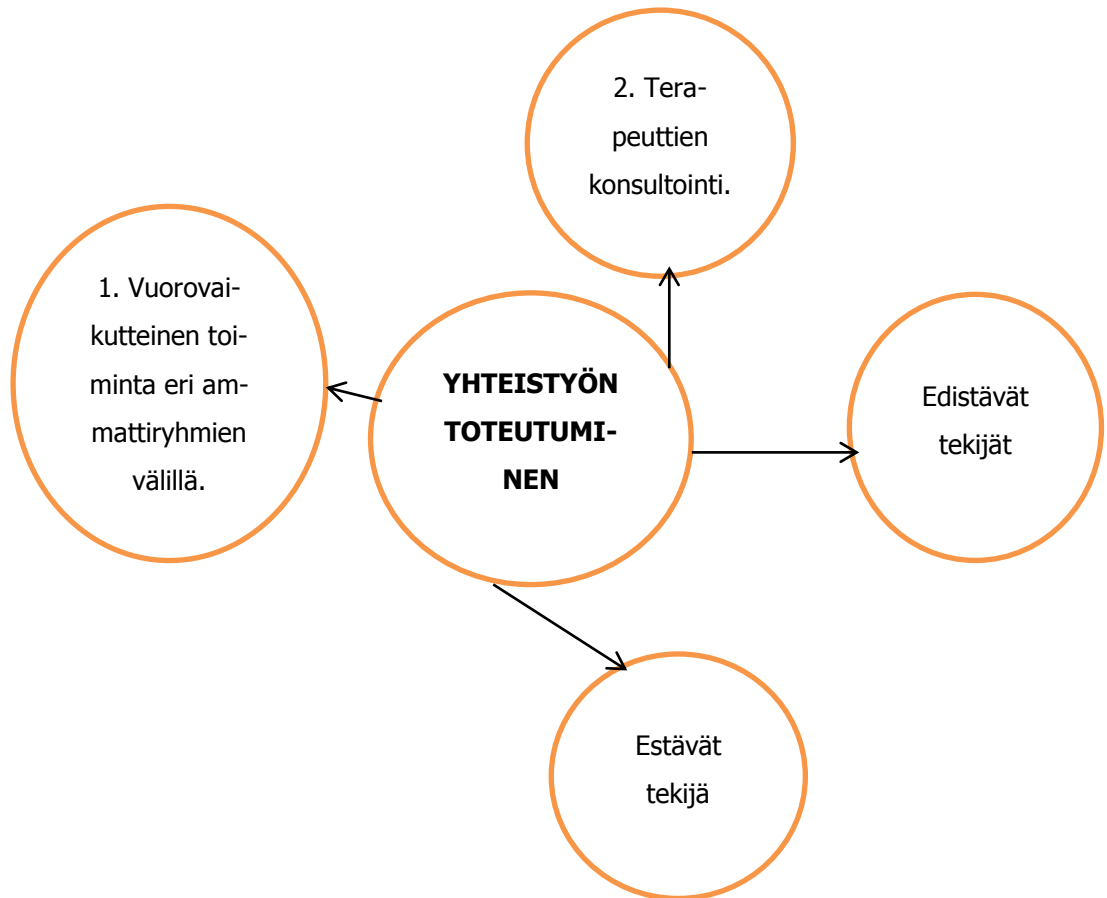 2. Tera-
peuttien
konsultointi.
1. Vuorovai-
kutteinen toi-
minta eri am-
mattiryhmien
välillä.
YHTEISTYÖN
TOTEUTUMI-
NEN
Edistävät
tekijät
Estävät
tekijä